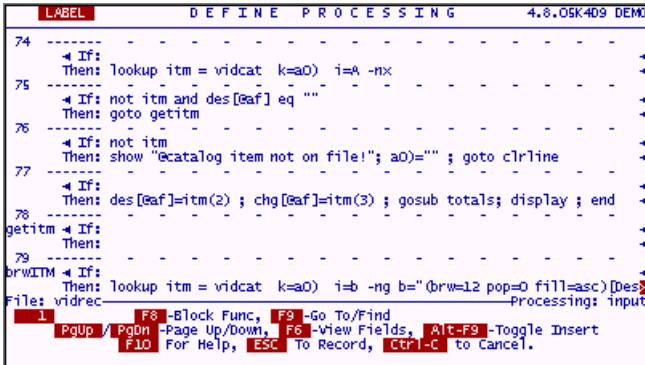 LABEL D E F I N E P R O C E S S I N G 4.8.05K4D9 DEMO
74 ------- - - - - - - - - - - - - - - - - -
◄ If:
Then: lookup itm = vidcat k=a0) i=A -nx
75 ------- - - - - - - - - - - - - - - - - -
◄ If: not itm and des[@af] eq ""
Then: goto getitm
76 ------- - - - - - - - - - - - - - - - - -
◄ If: not itm
Then: show "@catalog item not on file!"; a0)="" ; goto clrline
77 ------- - - - - - - - - - - - - - - - - -
◄ If:
Then: des[@af]=itm(2) ; chg[@af]=itm(3) ; gosub totals; display ; end
78 ------- - - - - - - - - - - - - - - - - -
getitm ◄ If:
Then:
79 ------- - - - - - - - - - - - - - - - - -
brwITM ◄ If:
Then: lookup itm = vidcat k=a0) i=b -ng b="(brw=12 pop=0 fill=asc)[Des
File: vidrec Processing: input
1 F8 -Block Func, F9 -Go To/Find
PgUp / PgDn -Page Up/Down, F6 -View Fields, Alt-F9 -Toggle Insert
F10 For Help, ESC To Record, Ctrl-C to Cancel.